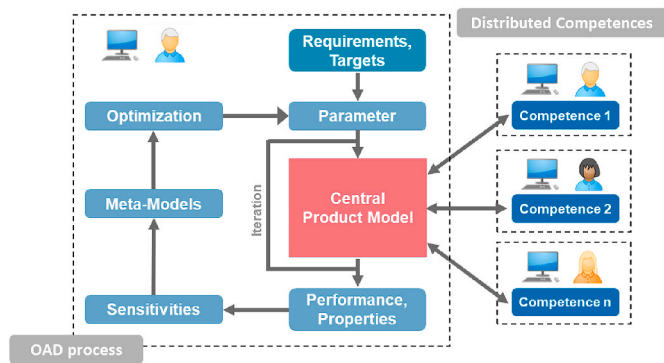 Distributed Competences
Requirements,
Targets
Optimization
Parameter
Competence 1
Meta-Models
Iteration
Central
Product Model
Competence 2
Sensitivities
Performance,
Properties
Competence n
OAD process